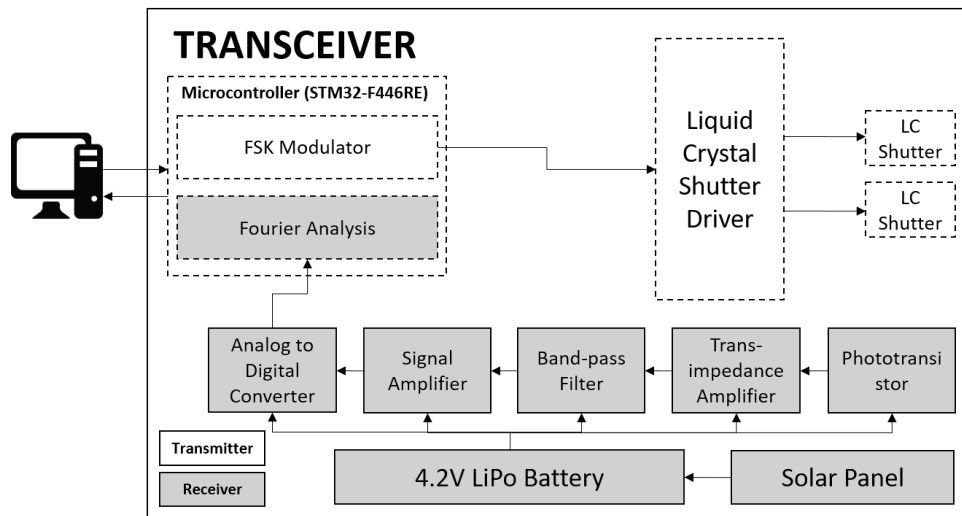 TRANSCEIVER
Microcontroller (STM32-F446RE)
FSK Modulator
Fourier Analysis
Liquid
Crystal
Shutter
Driver
LC
Shutter
LC
Shutter
Analog to
Digital
Converter
Signal
Amplifier
Band-pass
Filter
Trans-
impedance
Amplifier
Phototransi
stor
Transmitter
Receiver
4.2V LiPo Battery
Solar Panel